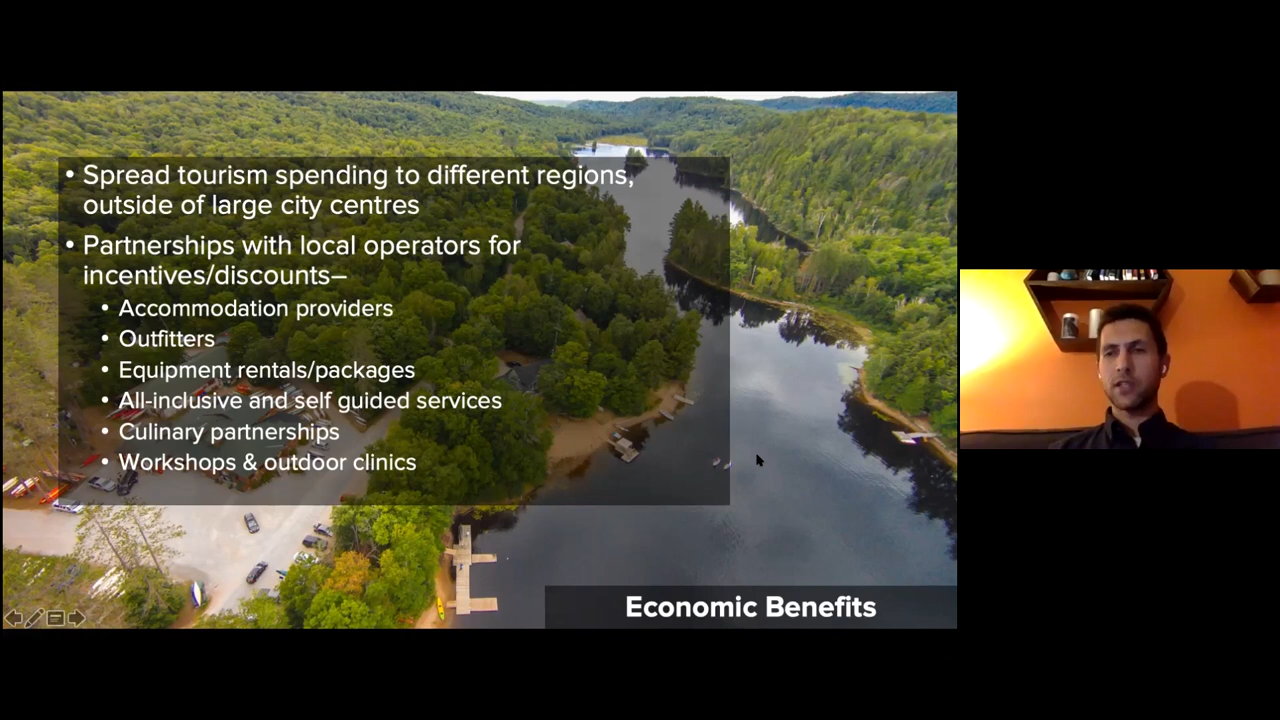 • Spread tourism spending to different regions,
outside of large city centres
• Partnerships with local operators for
incentives/discounts–
• Accommodation providers
• Outfitters
• Equipment rentals/packages
• All-inclusive and self guided services
• Culinary partnerships
• Workshops & outdoor clinics
Economic Benefits